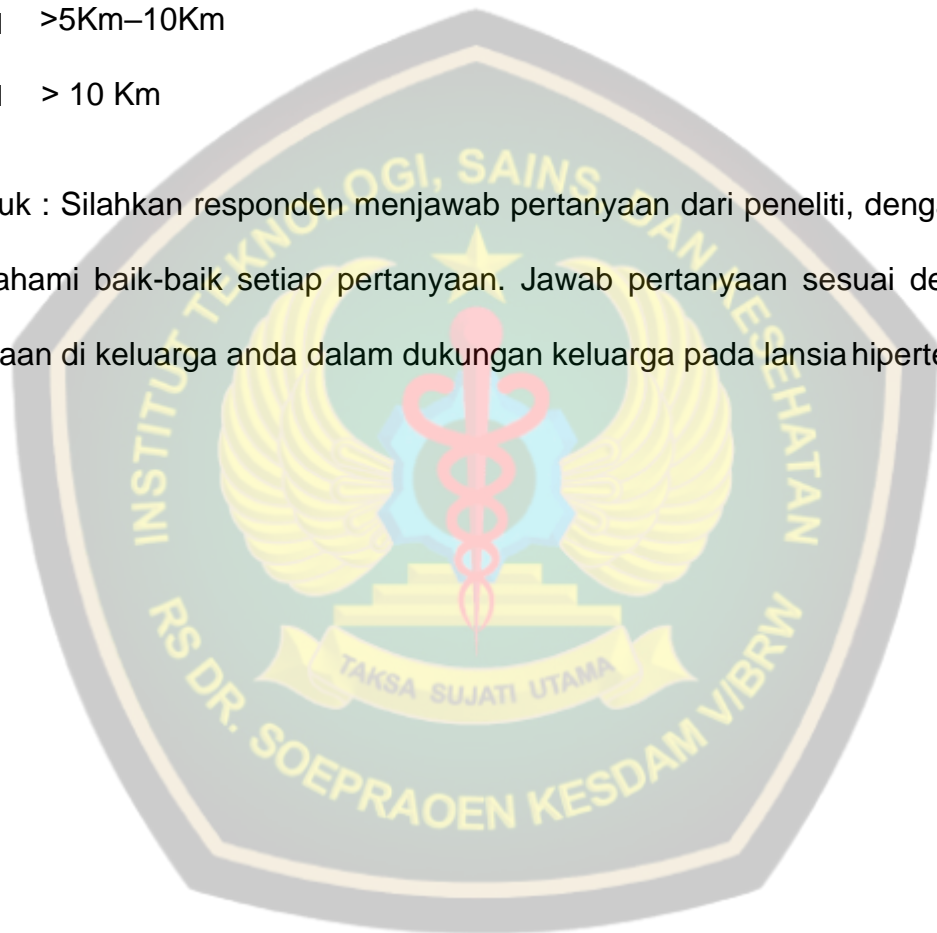 >5Km–10Km
> 10 Km
uk : Silahkan responden menjawab pertanyaan dari peneliti, deng
ahami baik-baik setiap pertanyaan. Jawab pertanyaan sesuai de
aan di keluarga anda dalam dukungan keluarga pada lansia hiperte
INSTITUT TEKNOLOGI, SAINS, DAN KESEHATAN
TAKSA SUJATI UTAMA
RS DR. SOEPRAOEN KESDAM V/BRW